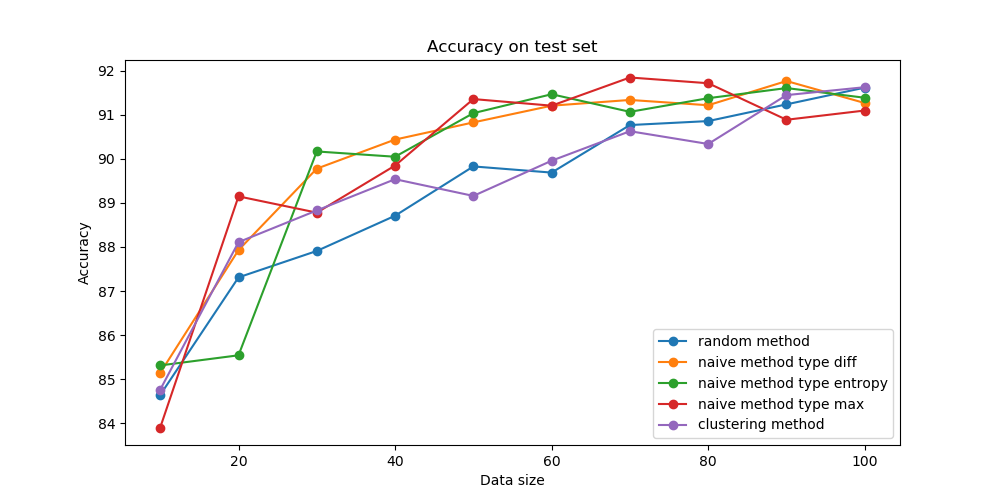 Accuracy on test set
Accuracy
92
91
90
89
88
87
86
85
84
20
40
60
80
100
Data size
random method
naive method type diff
naive method type entropy
naive method type max
clustering method